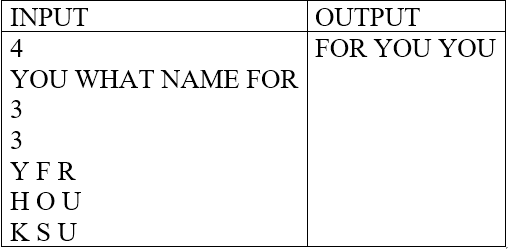 INPUT OUTPUT
4 FOR YOU YOU
YOU WHAT NAME FOR
3
3
Y F R
H O U
K S U